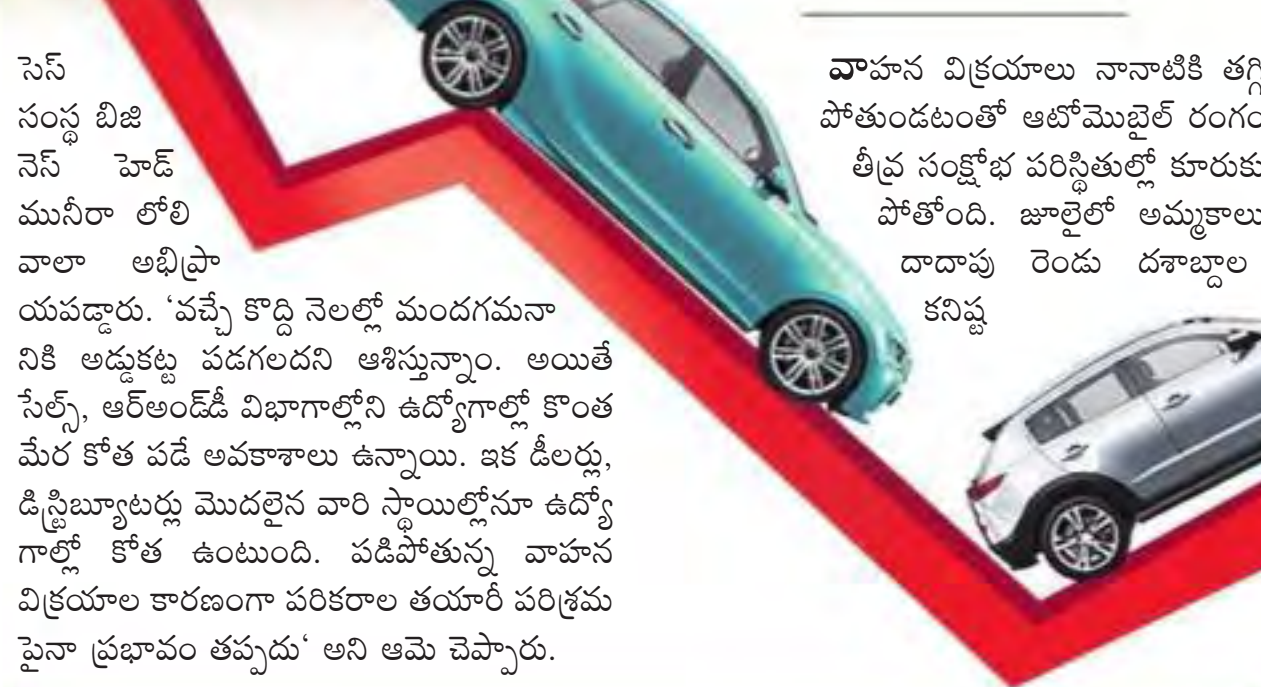 సెస్
సంస్థ బిజి
నెస్ హెడ్
మునీరా లోలి
వాలా అభిప్రా
యపడ్డారు. ‘వచ్చే కొద్ది నెలల్లో మందగమనా
నికి అడ్డుకట్ట పడగలదని ఆశిస్తున్నాం. అయితే
సేల్స్, ఆర్అండ్‌డీ విభాగాల్లోని ఉద్యోగాల్లో కొంత
మేర కోత పడే అవకాశాలు ఉన్నాయి. ఇక డీలర్లు,
డిస్ట్రిబ్యూటర్లు మొదలైన వారి స్థాయిల్లోనూ ఉద్యో
గాల్లో కోత ఉంటుంది. పడిపోతున్న వాహన
విక్రయాల కారణంగా పరికరాల తయారీ పరిశ్రమ
పైనా ప్రభావం తప్పదు‘ అని ఆమె చెప్పారు.
వాహన విక్రయాలు నానాటికి తగ్గి
పోతుండటంతో ఆటోమొబైల్ రంగం
తీవ్ర సంక్షోభ పరిస్థితుల్లో కూరుకు
పోతోంది. జూలైలో అమ్మకాలు
దాదాపు రెండు దశాబ్దాల
కనిష్ట